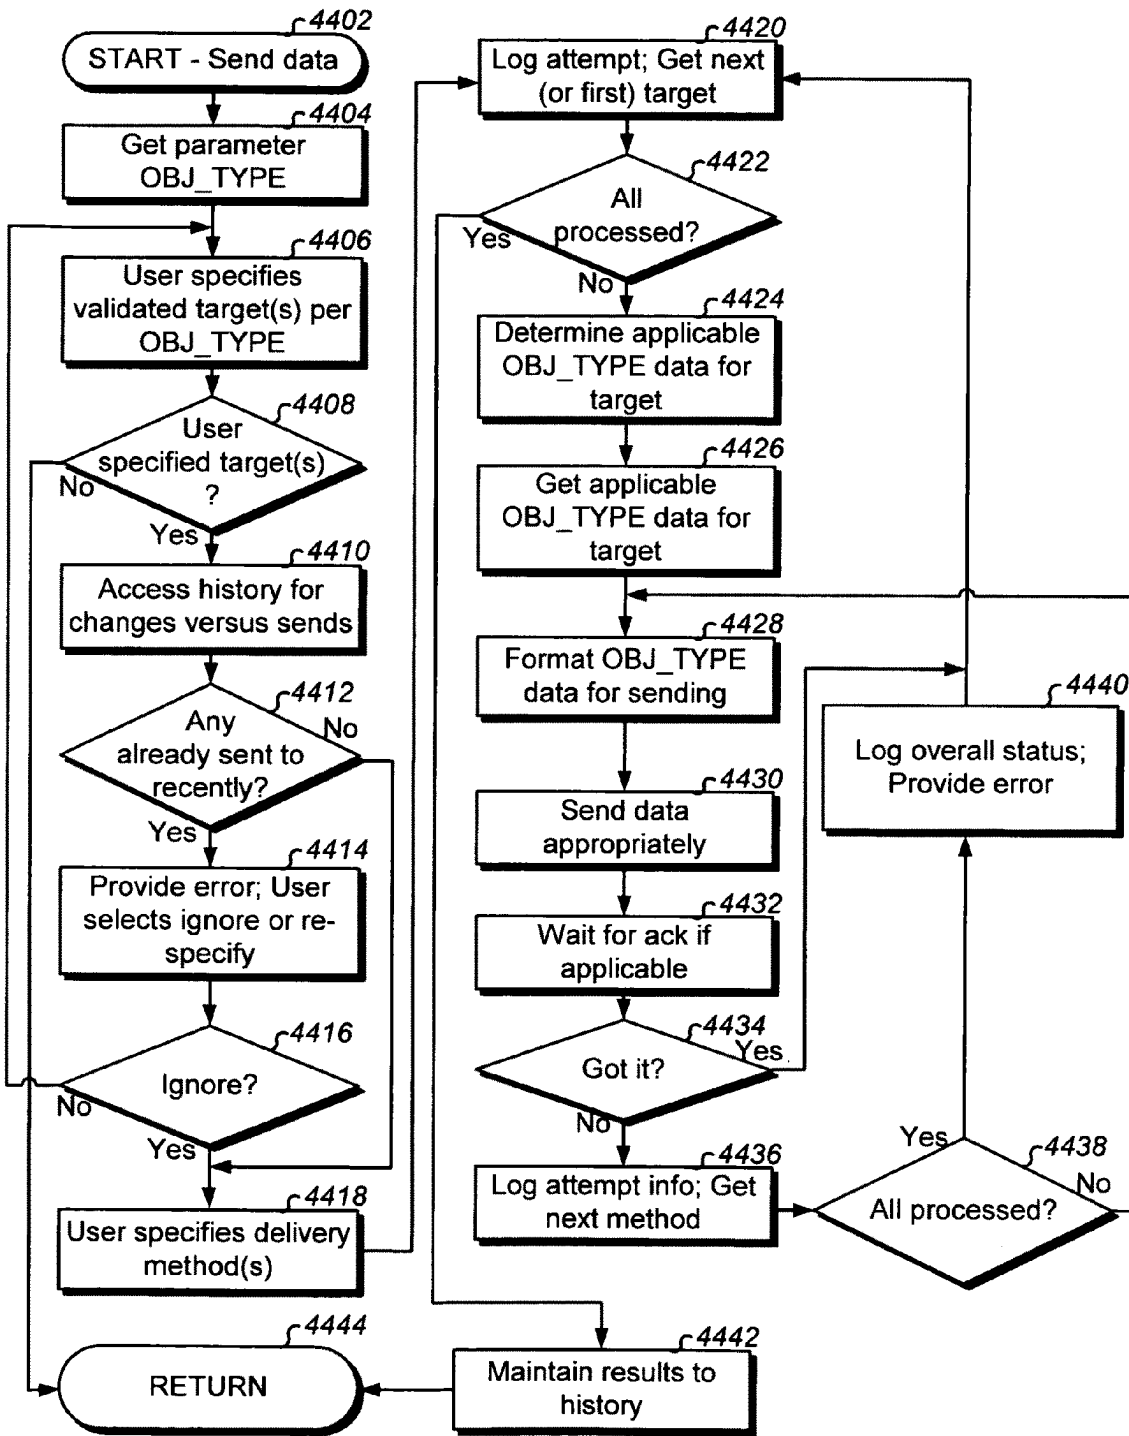 4402
START - Send data
4404
Get parameter
OBJ_TYPE
4406
User specifies
validated target(s) per
OBJ_TYPE
4408
User
specified target(s)
?
No
Yes
4410
Access history for
changes versus sends
4412
Any
already sent to
recently?
No
Yes
4414
Provide error; User
selects ignore or re-
specify
4416
Ignore?
No
Yes
4418
User specifies delivery
method(s)
4444
RETURN
4420
Log attempt; Get next
(or first) target
4422
All
processed?
Yes
No
4424
Determine applicable
OBJ_TYPE data for
target
4426
Get applicable
OBJ_TYPE data for
target
4428
Format OBJ_TYPE
data for sending
4430
Send data
appropriately
4432
Wait for ack if
applicable
4434
Got it?
Yes
No
4436
Log attempt info; Get
next method
4438
All processed?
Yes
No
4440
Log overall status;
Provide error
4442
Maintain results to
history